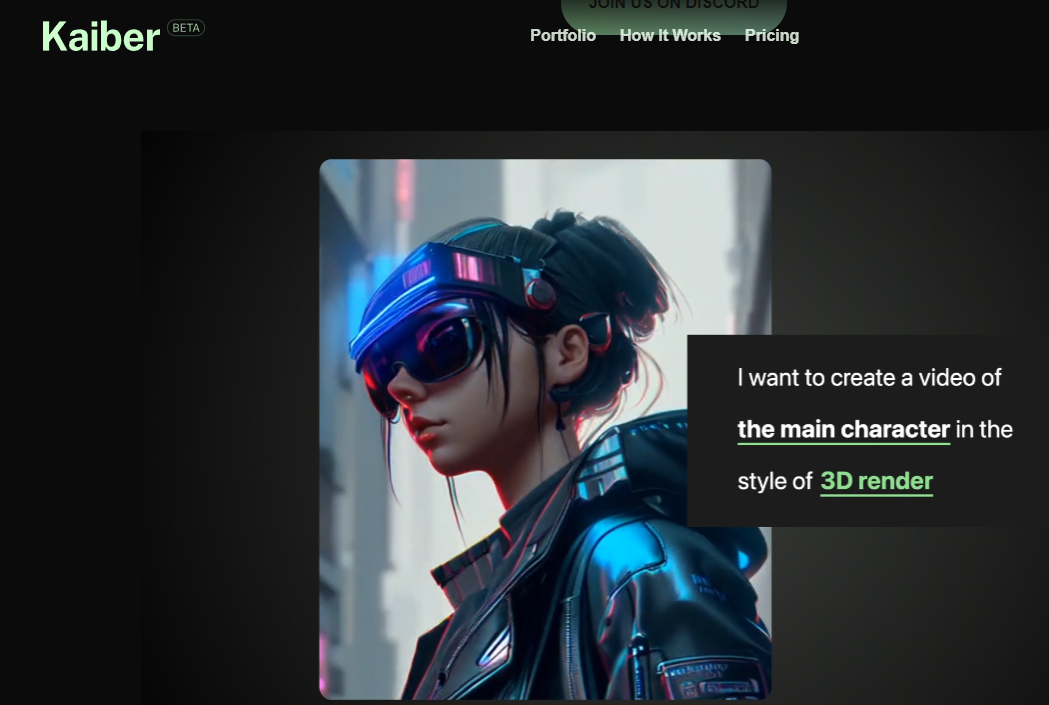 JOIN US ON DISCORD
Kaiber BETA
Portfolio How It Works Pricing
I want to create a video of
the main character in the
style of 3D render